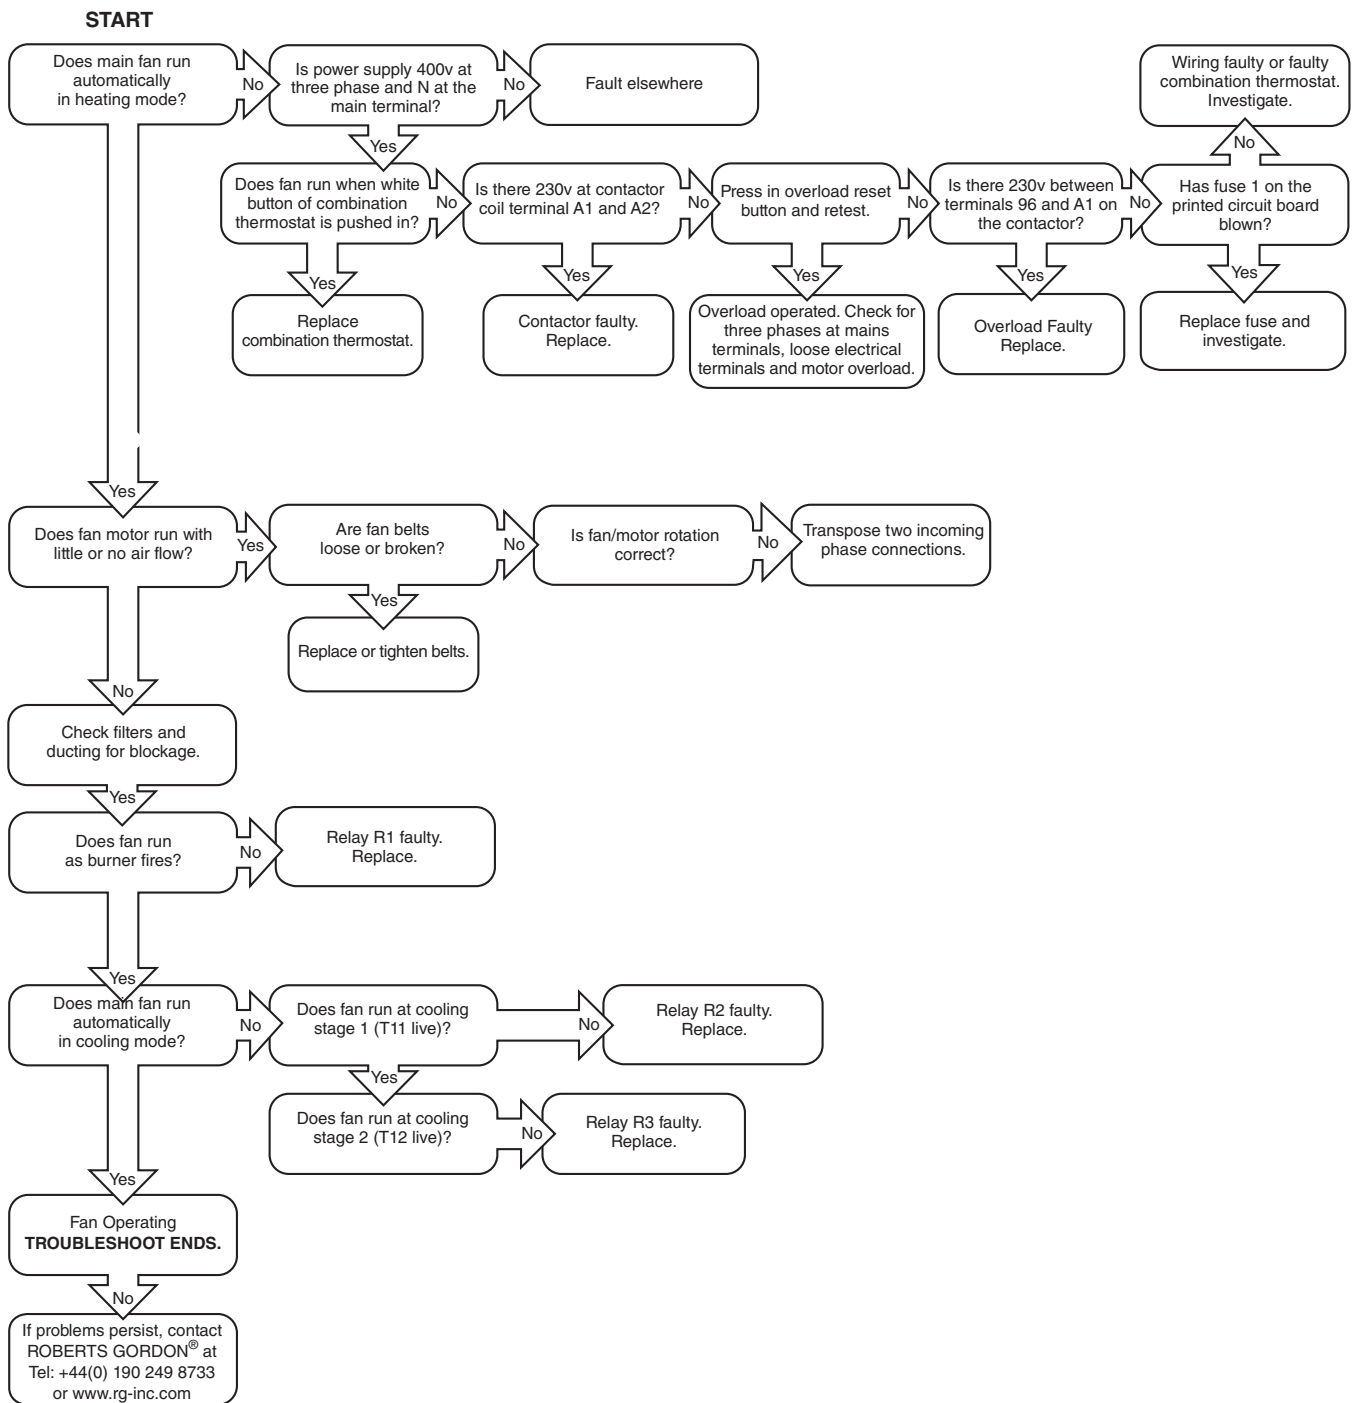 START
Does main fan run
automatically
in heating mode?
No
Is power supply 400v at
three phase and N at the
main terminal?
No
Fault elsewhere
Wiring faulty or faulty
combination thermostat.
Investigate.
Yes
No
Does fan run when white
button of combination
thermostat is pushed in?
No
Is there 230v at contactor
coil terminal A1 and A2?
No
Press in overload reset
button and retest.
No
Is there 230v between
terminals 96 and A1 on
the contactor?
No
Has fuse 1 on the
printed circuit board
blown?
Yes
Yes
Yes
Yes
Yes
Replace
combination thermostat.
Contactor faulty.
Replace.
Overload operated. Check for
three phases at mains
terminals, loose electrical
terminals and motor overload.
Overload Faulty
Replace.
Replace fuse and
investigate.
Yes
Does fan motor run with
little or no air flow?
Yes
Are fan belts
loose or broken?
No
Is fan/motor rotation
correct?
No
Transpose two incoming
phase connections.
Yes
Replace or tighten belts.
No
Check filters and
ducting for blockage.
Yes
Does fan run
as burner fires?
No
Relay R1 faulty.
Replace.
Yes
Does main fan run
automatically
in cooling mode?
No
Does fan run at cooling
stage 1 (T11 live)?
No
Relay R2 faulty.
Replace.
Yes
Does fan run at cooling
stage 2 (T12 live)?
No
Relay R3 faulty.
Replace.
Yes
Fan Operating
TROUBLESHOOT ENDS.
No
If problems persist, contact
ROBERTS GORDON® at
Tel: +44(0) 190 249 8733
or www.rg-inc.com